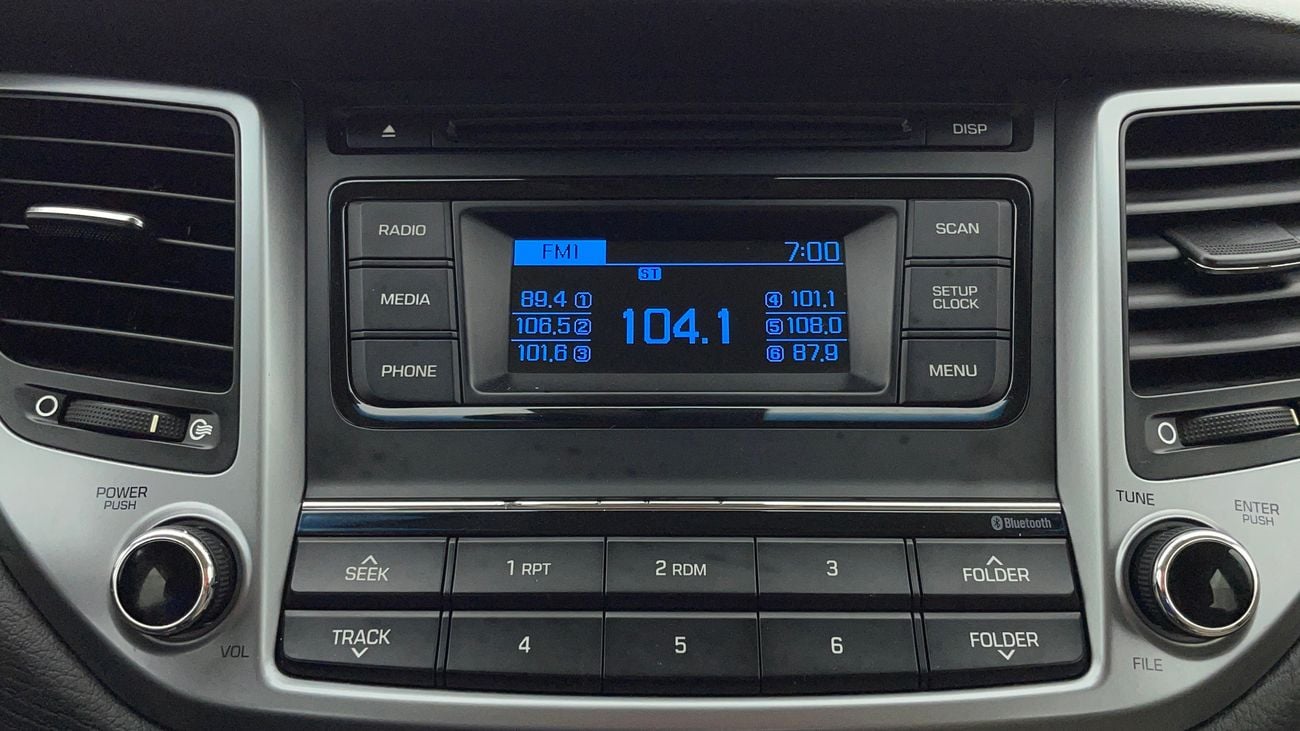 DISP
RADIO
MEDIA
PHONE
FM1 7:00
ST
89.4 1
106.5 2
101.6 3
104.1
4 101.1
5 108.0
6 87.9
SCAN
SETUP
CLOCK
MENU
POWER
PUSH
VOL
TUNE
ENTER
PUSH
FILE
Bluetooth
SEEK 1 RPT 2 RDM 3 FOLDER
TRACK 4 5 6 FOLDER